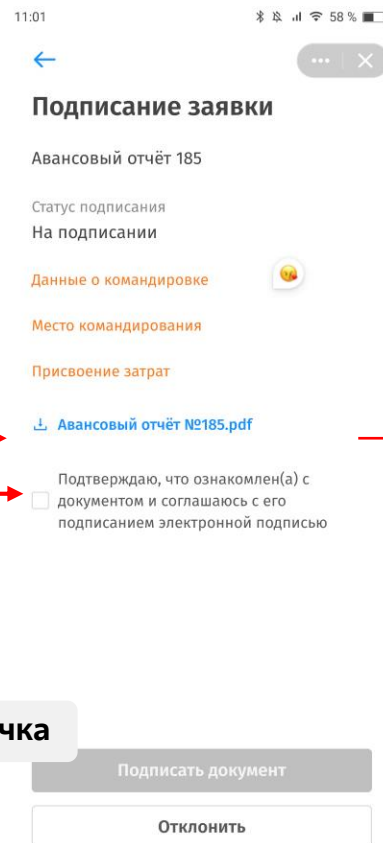 11:01
58 %
Подписание заявки
Авансовый отчёт 185
Статус подписания
На подписании
Данные о командировке
Место командирования
Присвоение затрат
Авансовый отчёт №185.pdf
Подтверждаю, что ознакомлен(а) с
документом и соглашаюсь с его
подписанием электронной подписью
чка
Подписать документ
Отклонить